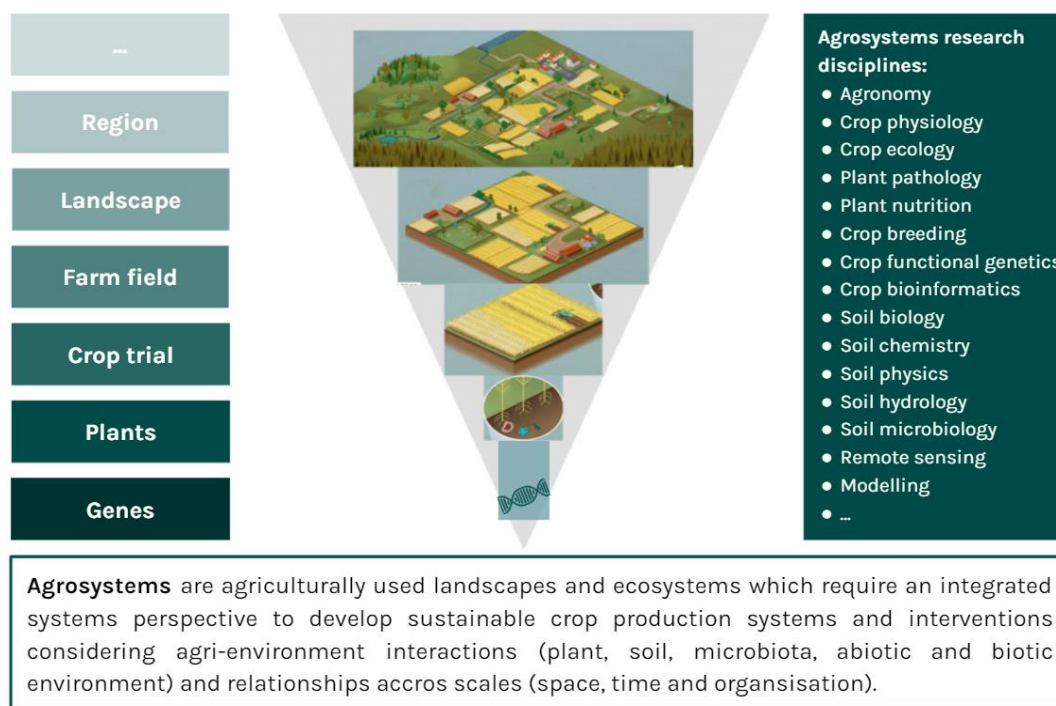 ...
Region
Landscape
Farm field
Crop trial
Plants
Genes
Agrosystems research
disciplines:
● Agronomy
● Crop physiology
● Crop ecology
● Plant pathology
● Plant nutrition
● Crop breeding
● Crop functional genetics
● Crop bioinformatics
● Soil biology
● Soil chemistry
● Soil physics
● Soil hydrology
● Soil microbiology
● Remote sensing
● Modelling
● ...
Agrosystems are agriculturally used landscapes and ecosystems which require an integrated
systems perspective to develop sustainable crop production systems and interventions
considering agri-environment interactions (plant, soil, microbiota, abiotic and biotic
environment) and relationships accros scales (space, time and organsisation).